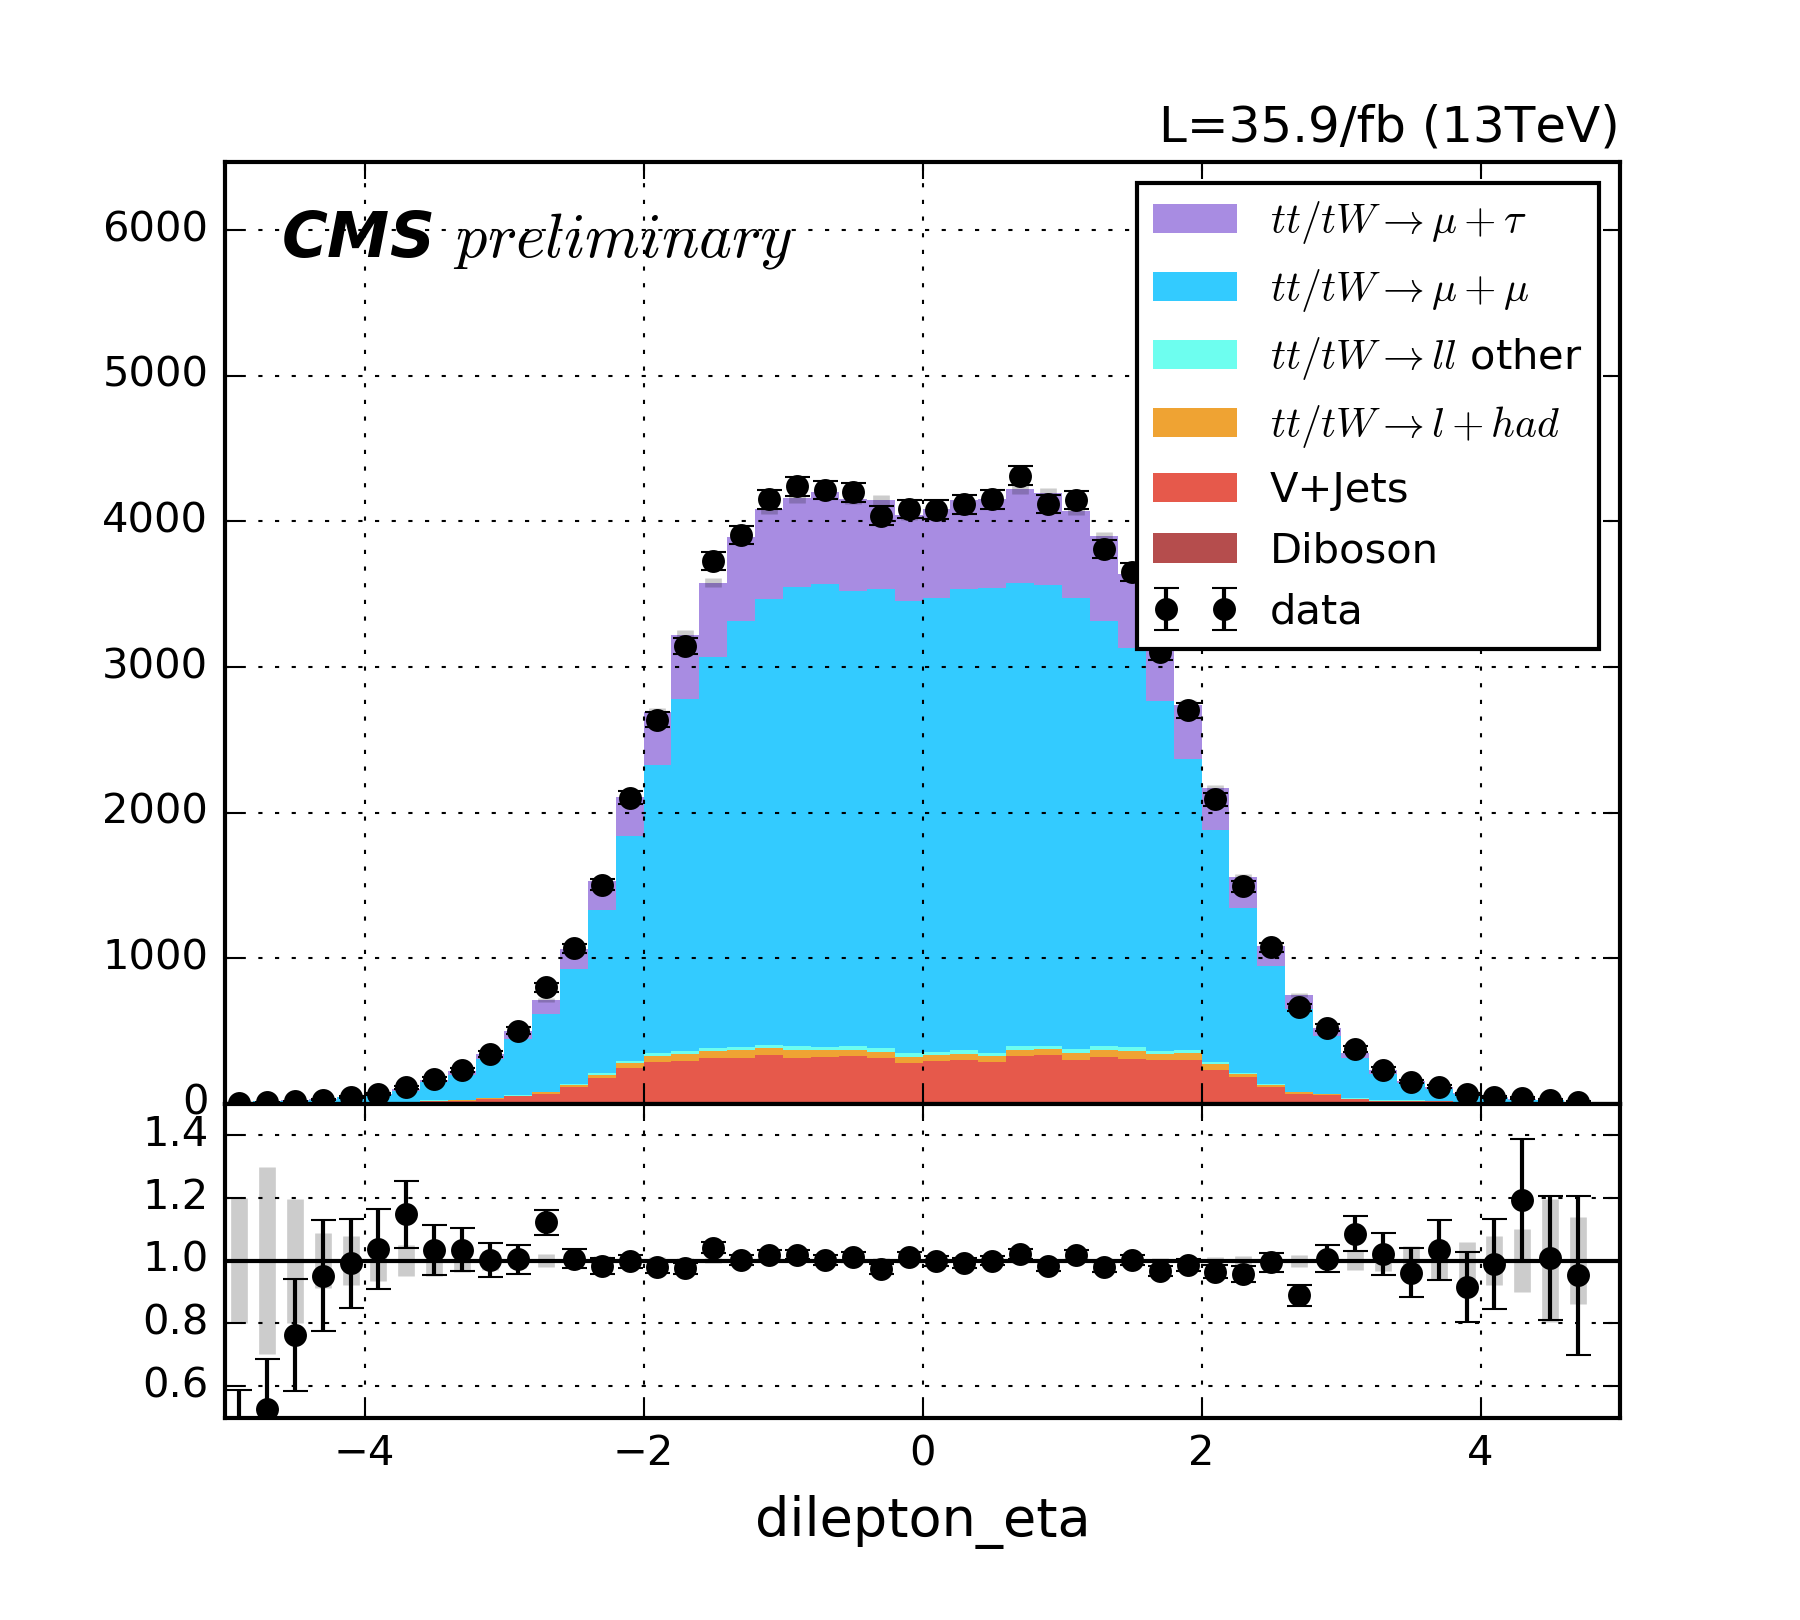 L=35.9/fb (13TeV)
CMS preliminary
6000
5000
4000
3000
2000
1000
0
tt/tW→μ+τ
tt/tW→μ+μ
tt/tW→ll other
tt/tW→l+had
V+Jets
Diboson
data
1.4
1.2
1.0
0.8
0.6
−4 −2 0 2 4
dilepton_eta